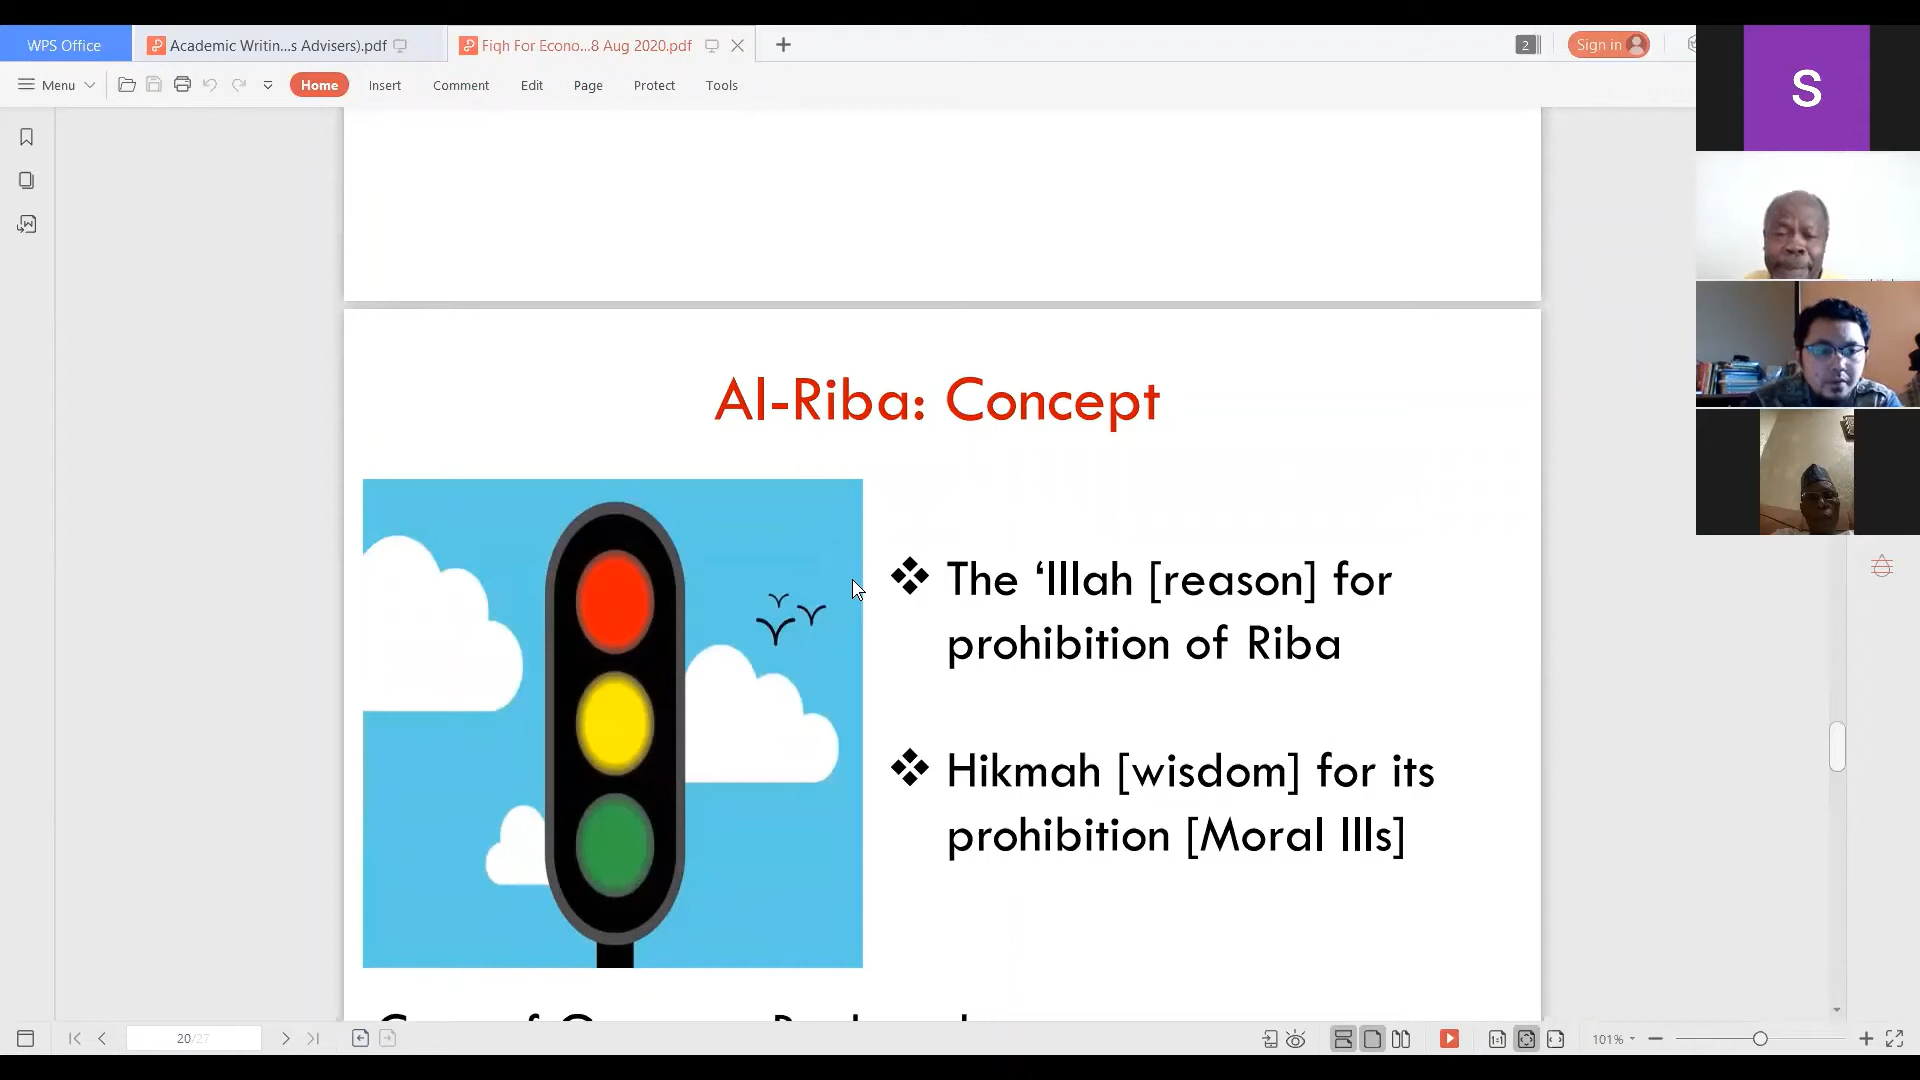 WPS Office
Academic Writin...s Advisers).pdf
Fiqh For Econo...8 Aug 2020.pdf
2
Sign in
Menu
Home
Insert
Comment
Edit
Page
Protect
Tools
S
Al-Riba: Concept
❖ The ‘Illah [reason] for
prohibition of Riba
❖ Hikmah [wisdom] for its
prohibition [Moral Ills]
20/27
101%